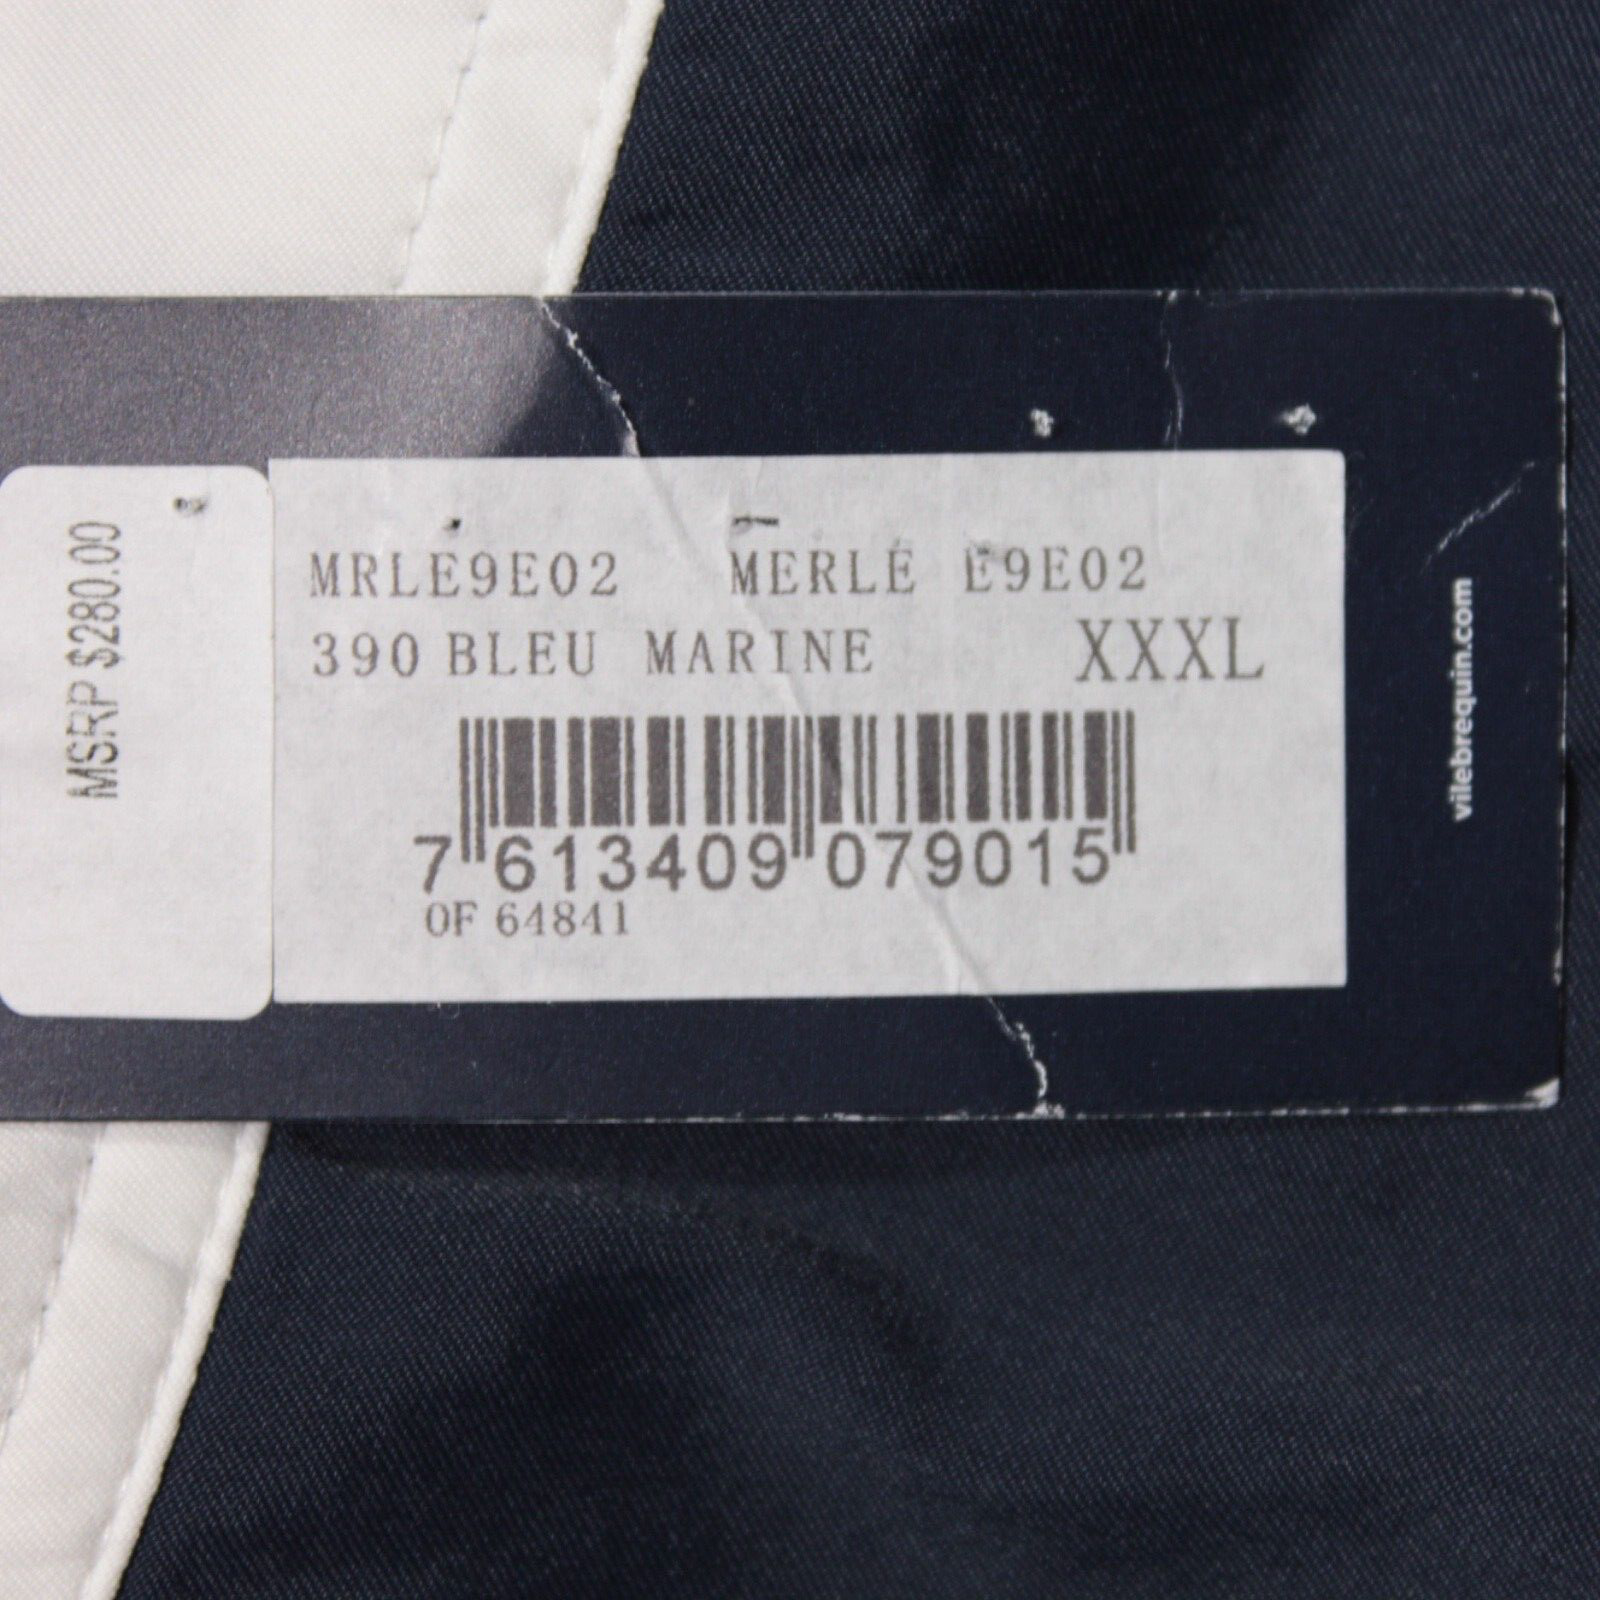 MSRP $280.00
MRLE9E02 MERLE E9E02
390 BLEU MARINE XXXL
7 613409 079015
OF 64841
vilebrequin.com